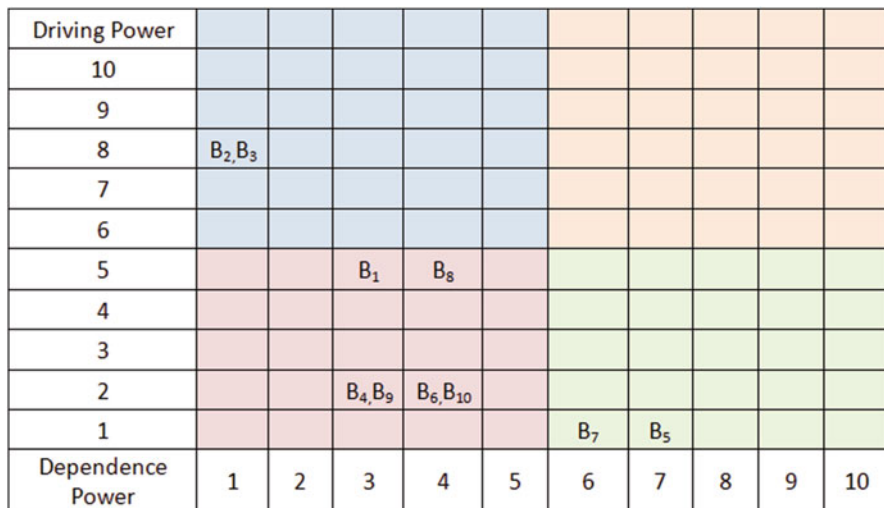 Driving Power
10
9
8 B₂,B₃
7
6
5 B₁ B₈
4
3
2 B₄,B₉ B₆,B₁₀
1 B₇ B₅
Dependence
Power 1 2 3 4 5 6 7 8 9 10